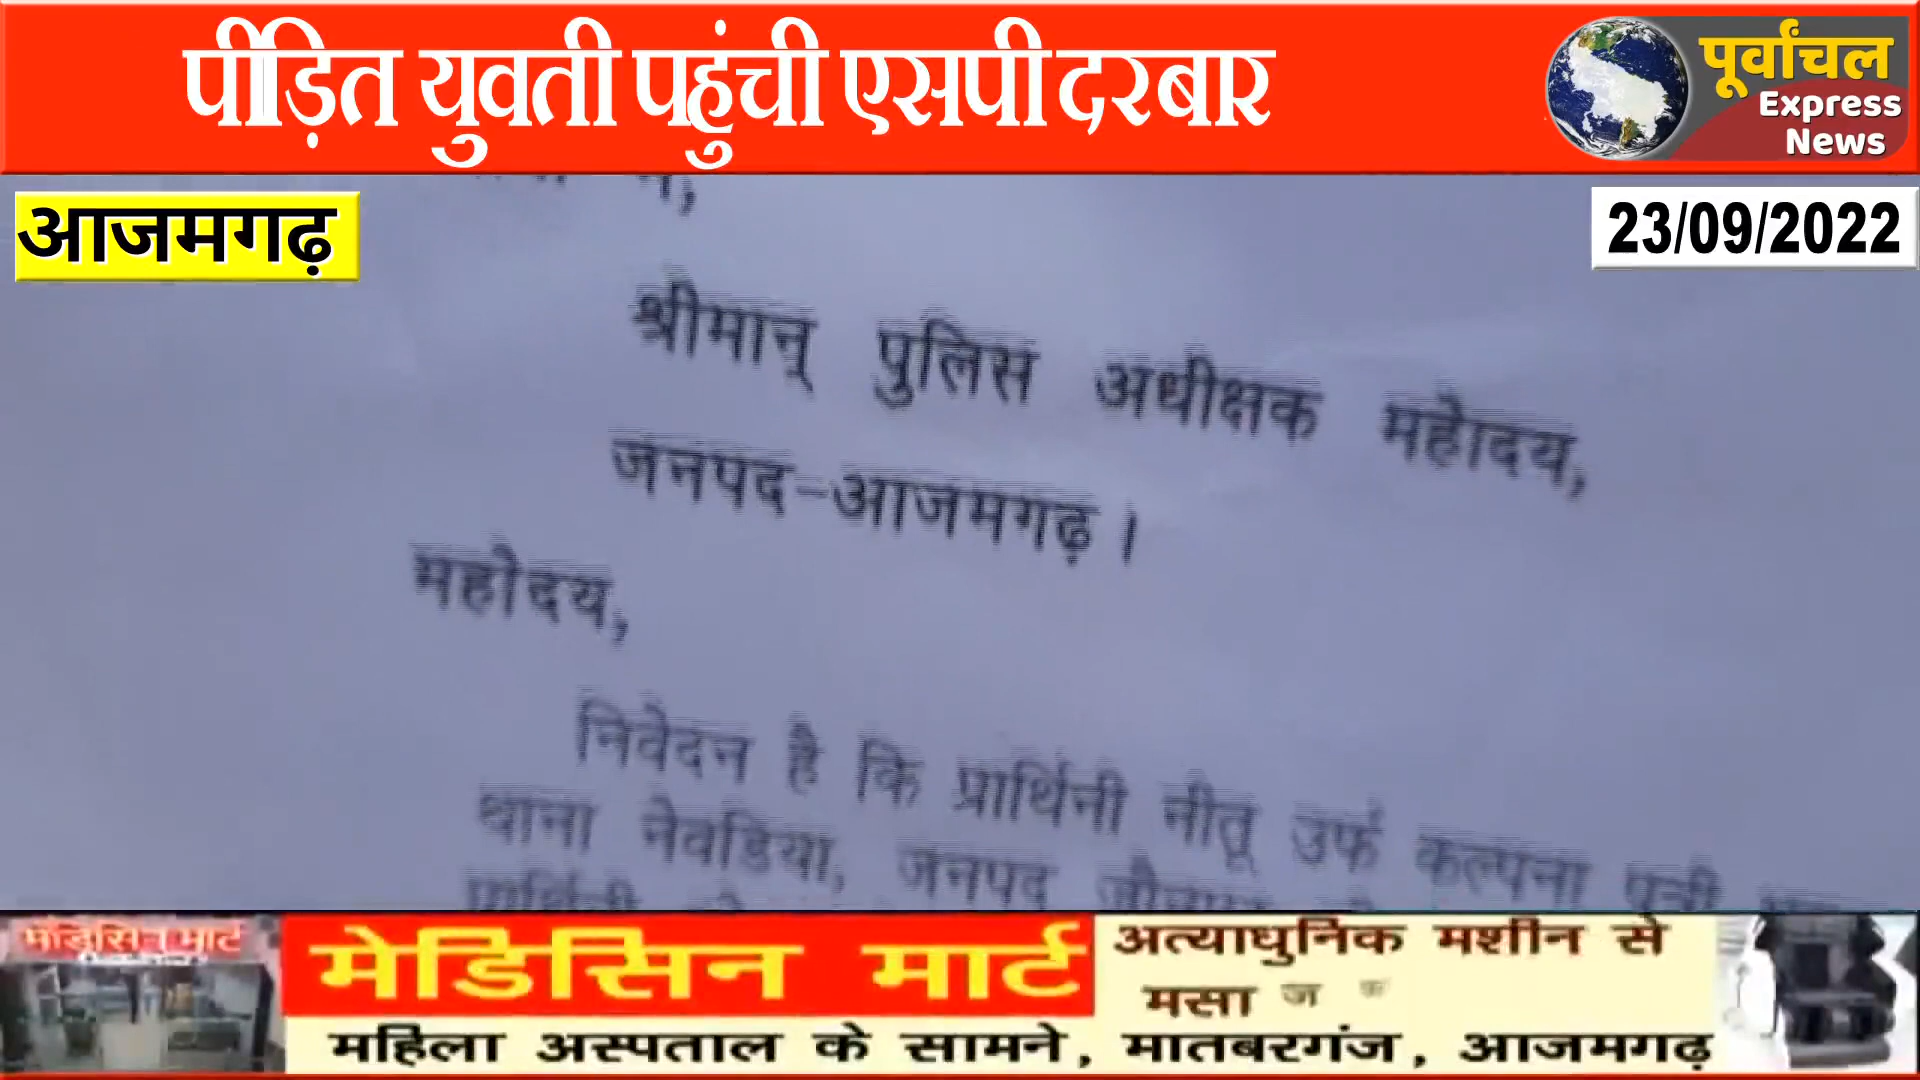 पीड़ित युवती पहुंची एसपी दरबार
पूर्वांचल
Express
News
आजमगढ़
23/09/2022
श्रीमान् पुलिस अधीक्षक महोदय,
जनपद-आजमगढ़।
महोदय,
निवेदन है कि प्रार्थिनी नीतू उर्फ कल्पना पुत्री
थाना नेवडिया, जनपद
मेडिसिन मार्ट
मेडिसिन मार्ट
अत्याधुनिक मशीन से
मसाज
महिला अस्पताल के सामने, मातबरगंज, आजमगढ़